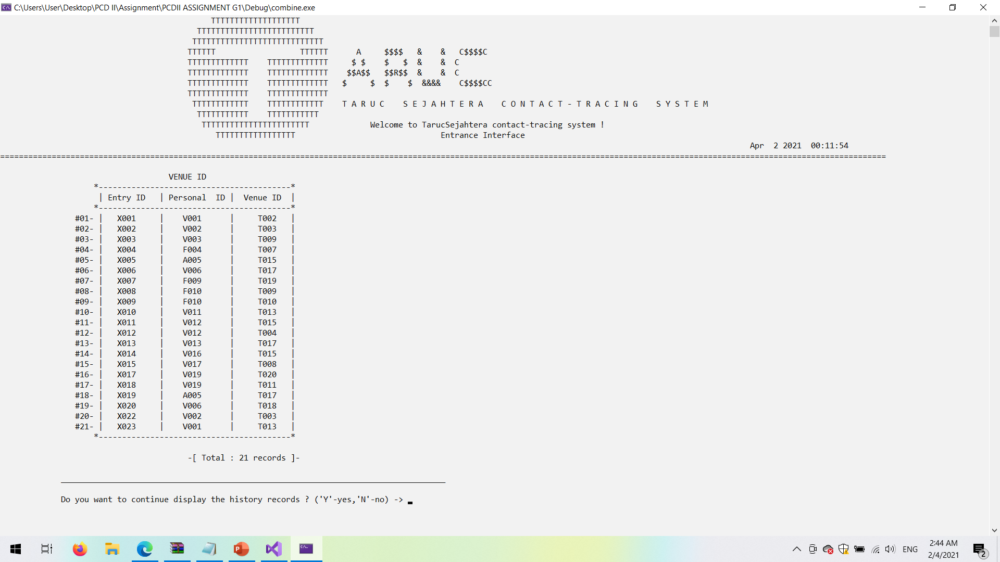 C:\Users\User\Desktop\PCD II\Assignment\PCDII ASSIGNMENT G1\Debug\combine.exe
TTTTTTTTTTTTTTTTTTT
TTTTTTTTTTTTTTTTTTTTTTTTT
TTTTTTTTTTTTTTTTTTTTTTTTTTTT
TTTTTT                  TTTTTT      A     $$$$   &    &   C$$$$C
TTTTTTTTTTTTT    TTTTTTTTTTTTT     $ $    $   $  &    &  C
TTTTTTTTTTTTT    TTTTTTTTTTTTT    $$A$$   $$R$$  &    &  C
TTTTTTTTTTTTT    TTTTTTTTTTTTT   $     $  $    $  &&&&    C$$$$CC
TTTTTTTTTTTTT    TTTTTTTTTTTTT
TTTTTTTTTTTT    TTTTTTTTTTTT    T A R U C    S E J A H T E R A    C O N T A C T - T R A C I N G    S Y S T E M
TTTTTTTTTTT    TTTTTTTTTTT
TTTTTTTTTTTTTTTTTTTTTTT             Welcome to TarucSejahtera contact-tracing system !
TTTTTTTTTTTTTTTTT                               Entrance Interface
Apr  2 2021  00:11:54
=============================================================================================================================================================================================
VENUE ID
*-----------------------------------------*
| Entry ID   | Personal  ID |  Venue ID  |
*-----------------------------------------*
#01- |   X001     |    V001      |     T002   |
#02- |   X002     |    V002      |     T003   |
#03- |   X003     |    V003      |     T009   |
#04- |   X004     |    F004      |     T007   |
#05- |   X005     |    A005      |     T015   |
#06- |   X006     |    V006      |     T017   |
#07- |   X007     |    F009      |     T019   |
#08- |   X008     |    F010      |     T009   |
#09- |   X009     |    F010      |     T010   |
#10- |   X010     |    V011      |     T013   |
#11- |   X011     |    V012      |     T015   |
#12- |   X012     |    V012      |     T004   |
#13- |   X013     |    V013      |     T017   |
#14- |   X014     |    V016      |     T015   |
#15- |   X015     |    V017      |     T008   |
#16- |   X017     |    V019      |     T020   |
#17- |   X018     |    V019      |     T011   |
#18- |   X019     |    A005      |     T017   |
#19- |   X020     |    V006      |     T018   |
#20- |   X022     |    V002      |     T003   |
#21- |   X023     |    V001      |     T013   |
*-----------------------------------------*
-[ Total : 21 records ]-
__________________________________________________________________________________
Do you want to continue display the history records ? ('Y'-yes,'N'-no) -> _
ENG
2:44 AM
2/4/2021
2